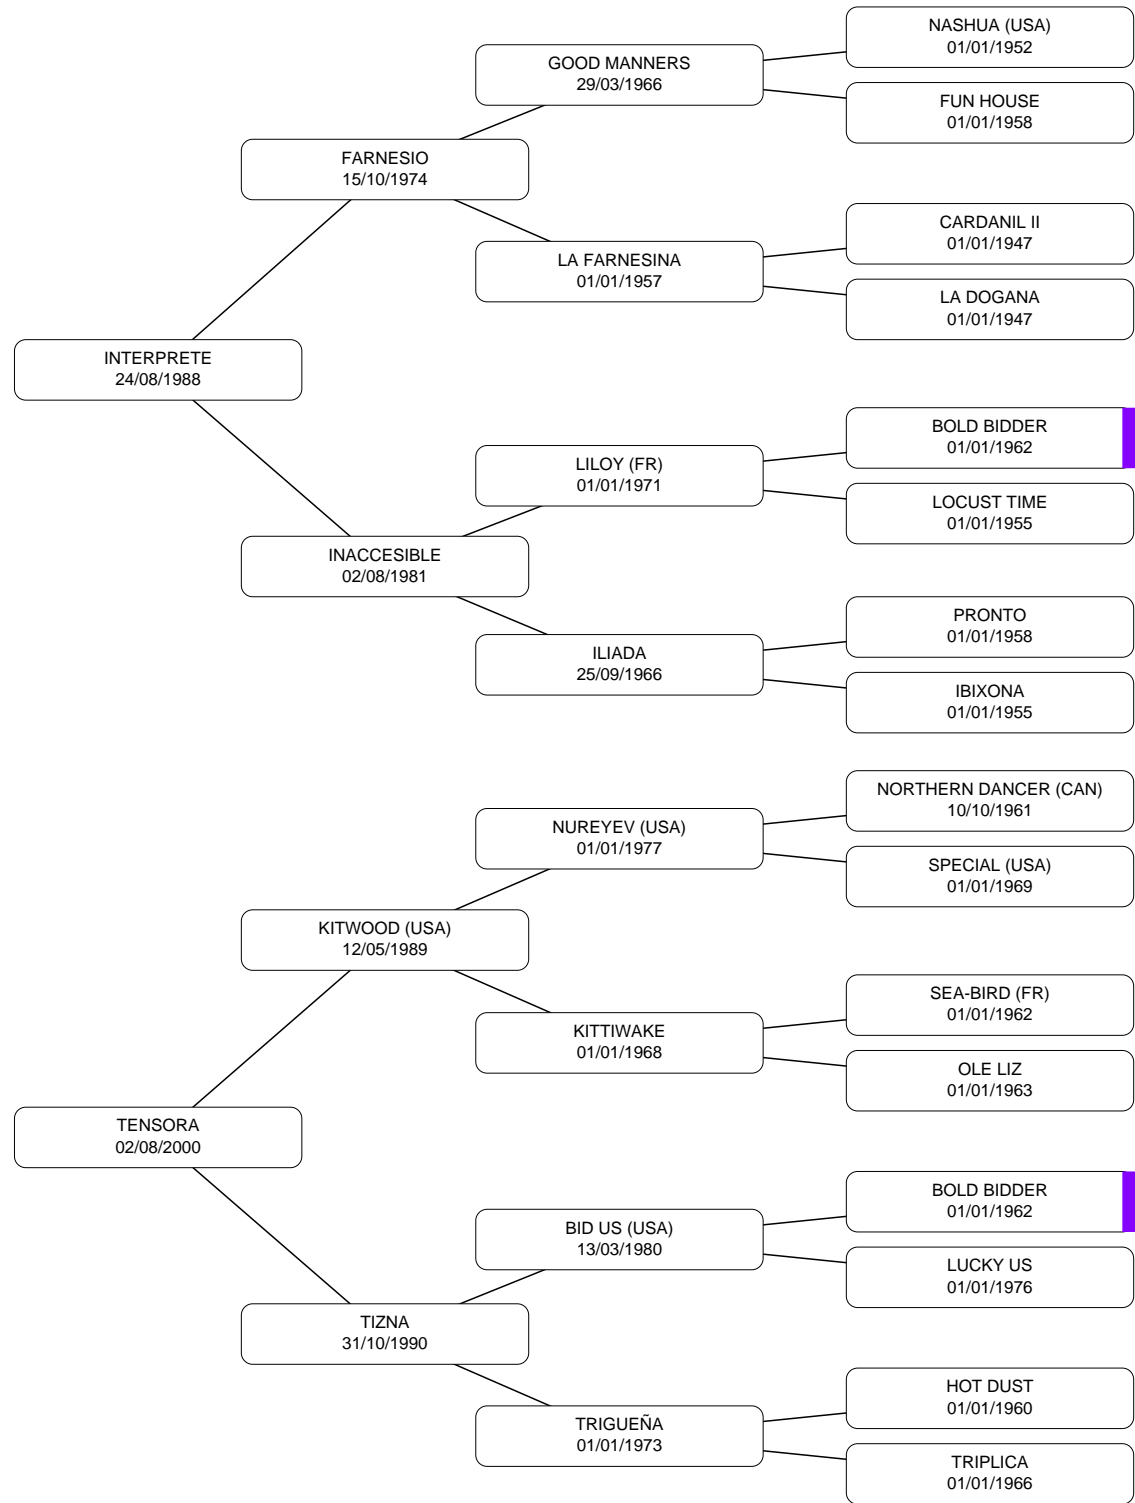 NASHUA (USA)
01/01/1952
GOOD MANNERS
29/03/1966
FUN HOUSE
01/01/1958
FARNESIO
15/10/1974
CARDANIL II
01/01/1947
LA FARNESINA
01/01/1957
LA DOGANA
01/01/1947
INTERPRETE
24/08/1988
BOLD BIDDER
01/01/1962
LILOY (FR)
01/01/1971
LOCUST TIME
01/01/1955
INACCESIBLE
02/08/1981
PRONTO
01/01/1958
ILIADA
25/09/1966
IBIXONA
01/01/1955
NORTHERN DANCER (CAN)
10/10/1961
NUREYEV (USA)
01/01/1977
SPECIAL (USA)
01/01/1969
KITWOOD (USA)
12/05/1989
SEA-BIRD (FR)
01/01/1962
KITTIWAKE
01/01/1968
OLE LIZ
01/01/1963
TENSORA
02/08/2000
BOLD BIDDER
01/01/1962
BID US (USA)
13/03/1980
LUCKY US
01/01/1976
TIZNA
31/10/1990
HOT DUST
01/01/1960
TRIGUEÑA
01/01/1973
TRIPLICA
01/01/1966